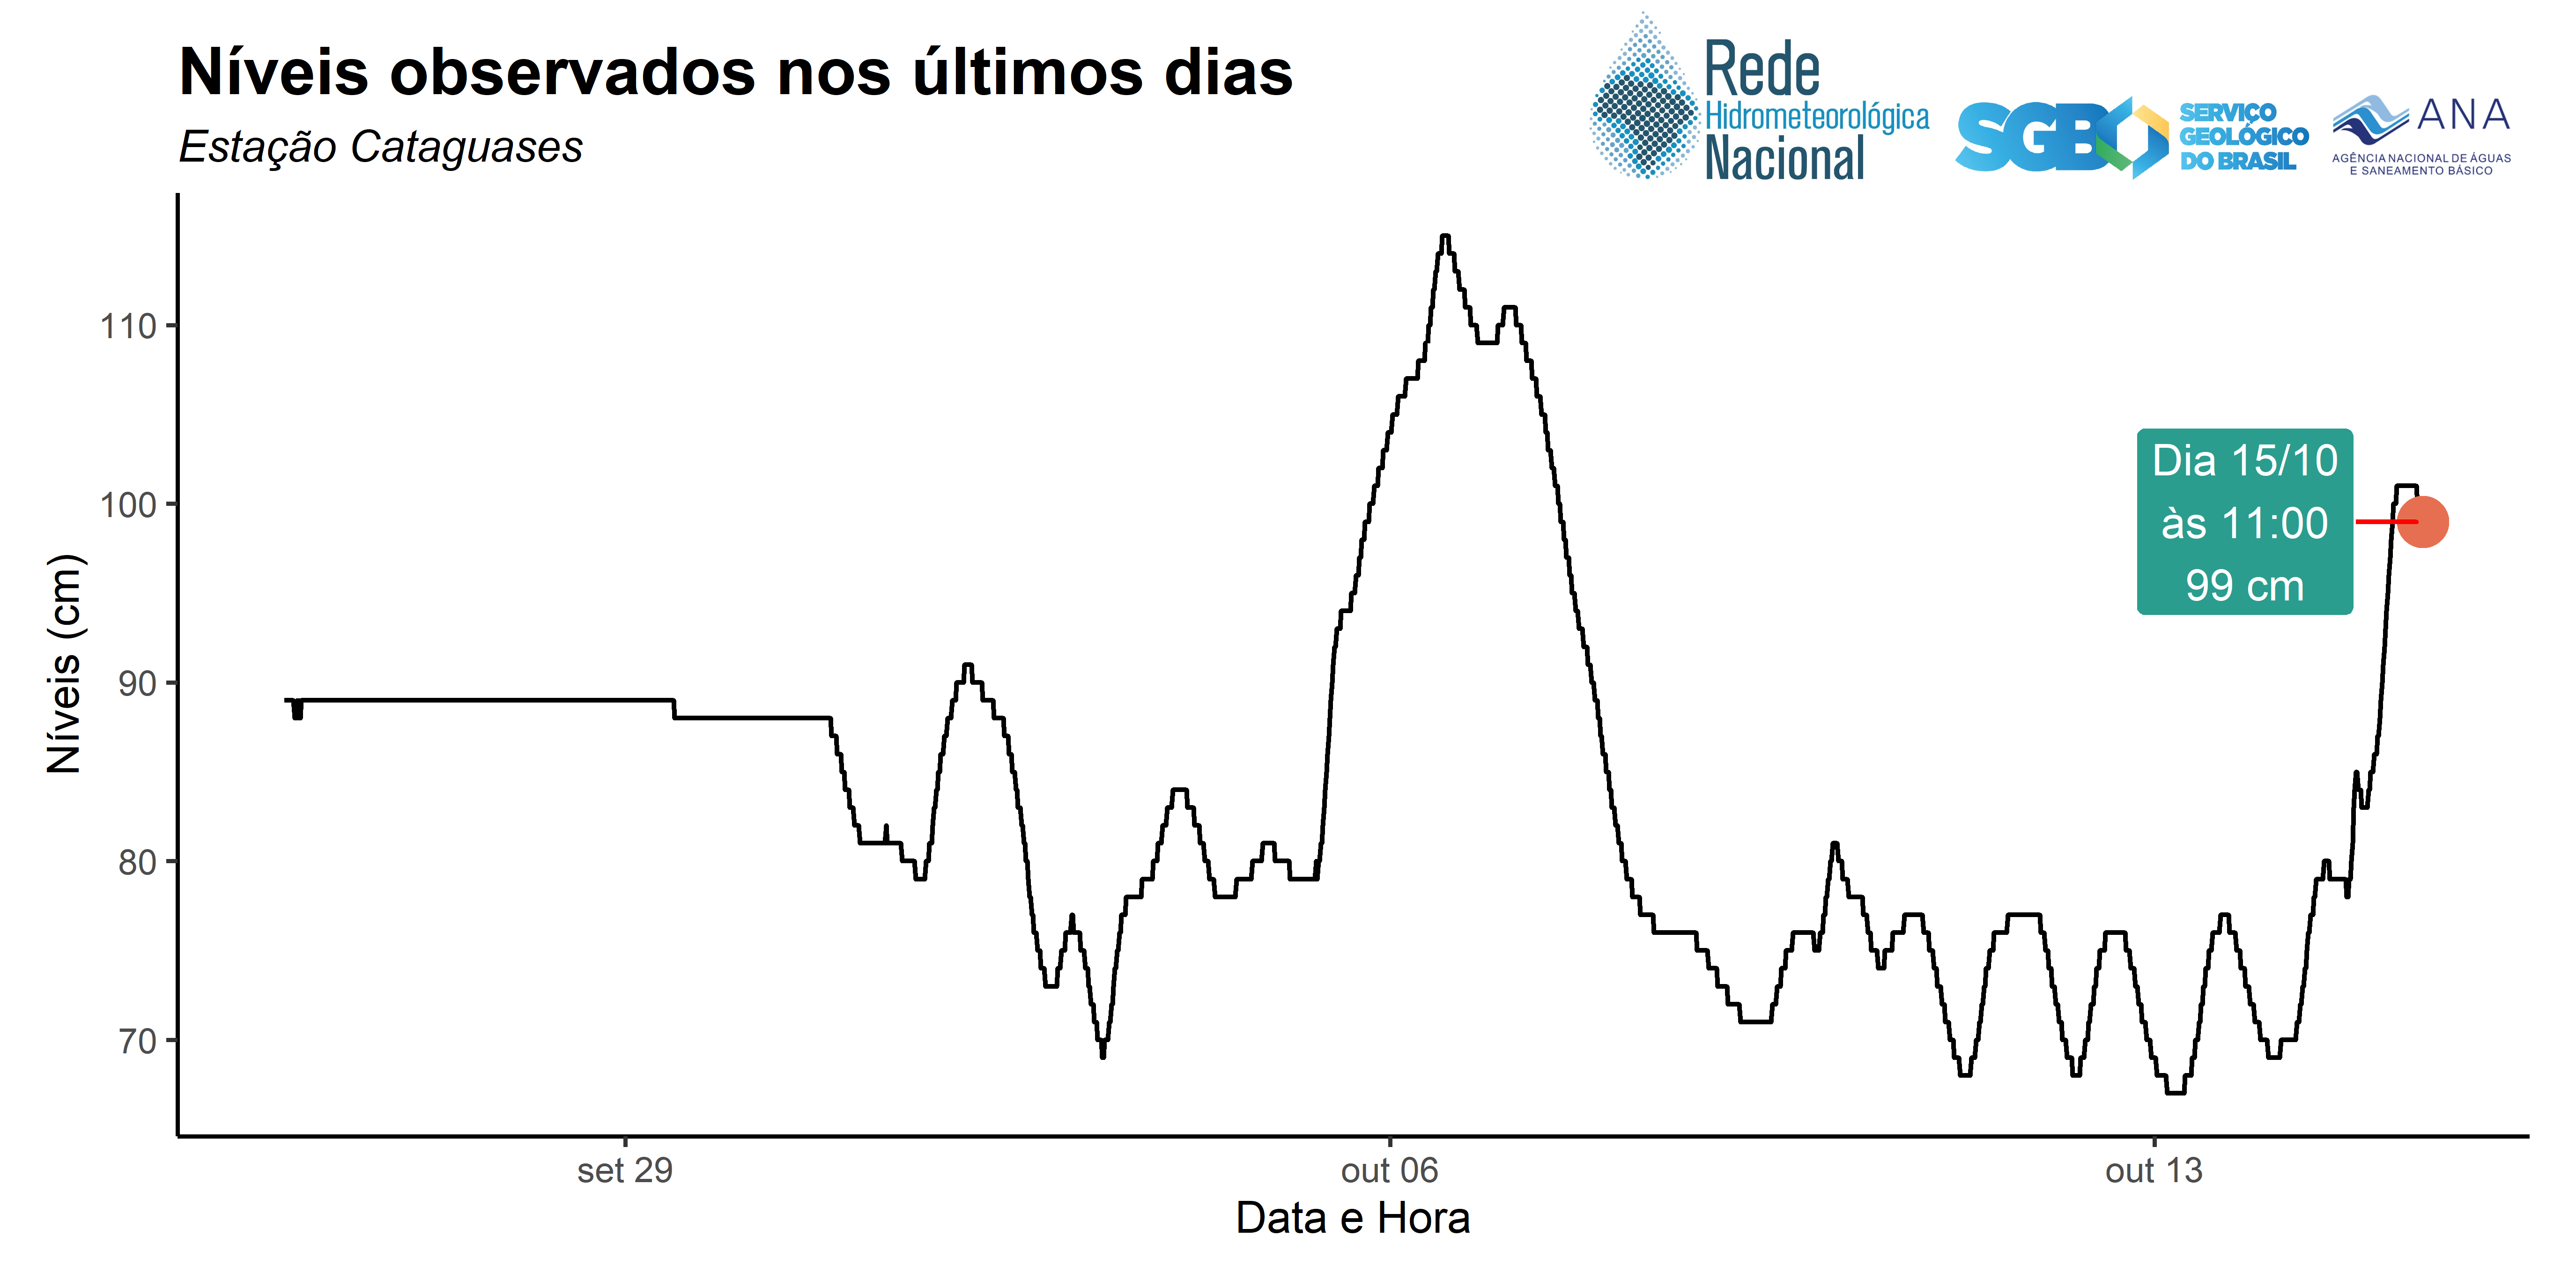 Níveis observados nos últimos dias
Estação Cataguases
Rede
Hidrometeorológica
Nacional
SGB
SERVIÇO
GEOLÓGICO
DO BRASIL
ANA
AGÊNCIA NACIONAL DE ÁGUAS
E SANEAMENTO BÁSICO
Níveis (cm)
110
100
90
80
70
Dia 15/10
às 11:00
99 cm
set 29
out 06
out 13
Data e Hora